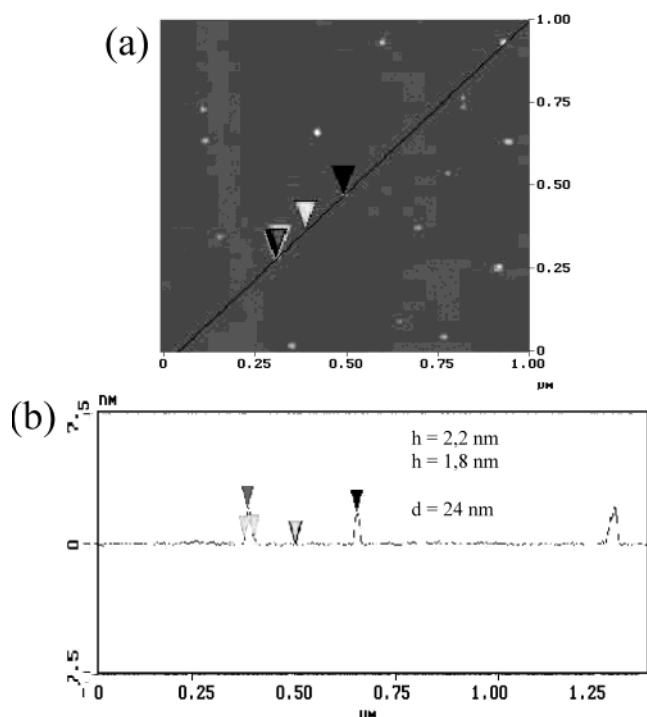 (a)
1.00
0.75
0.50
0.25
0
0 0.50 0.75 1.00
μM
(b)
NM
7.5
h = 2,2 nm
h = 1,8 nm
d = 24 nm
0
-7.5
0 0.25 0.50 0.75 1.00 1.25
μM